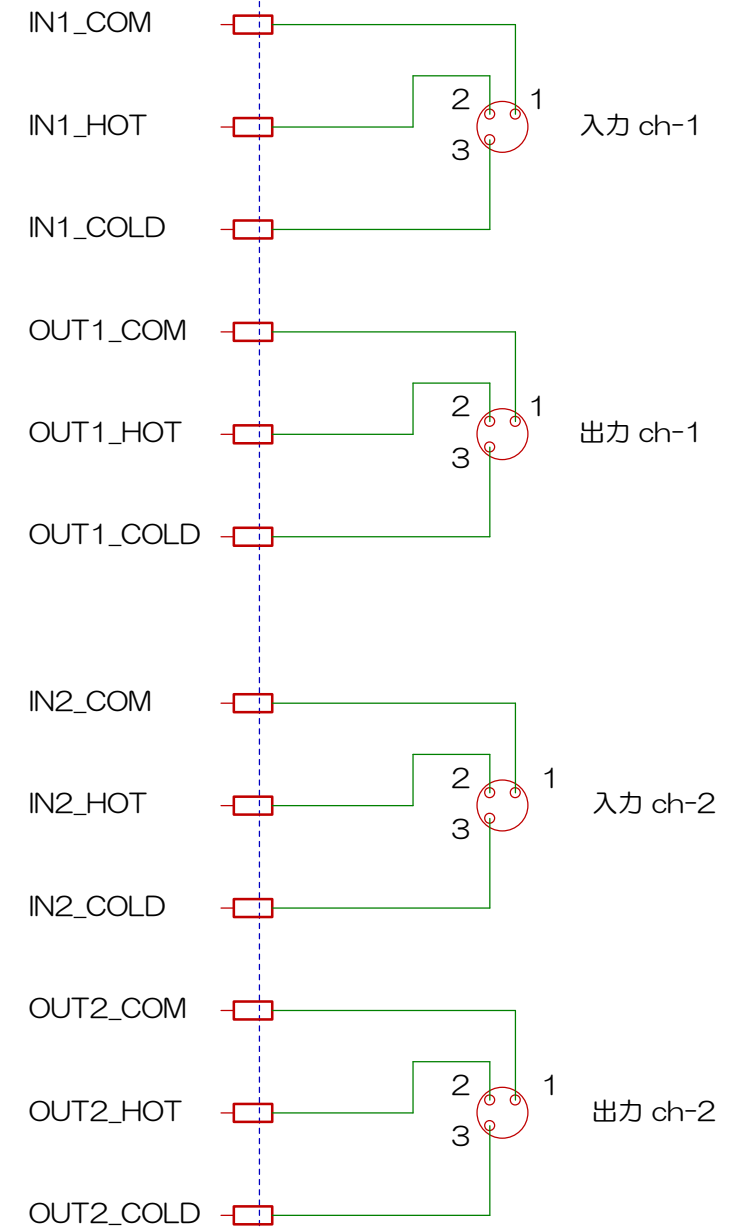 IN1_COM
2 1
IN1_HOT
入力 ch-1
3
IN1_COLD
OUT1_COM
2 1
OUT1_HOT
出力 ch-1
3
OUT1_COLD
IN2_COM
2 1
IN2_HOT
入力 ch-2
3
IN2_COLD
OUT2_COM
2 1
OUT2_HOT
出力 ch-2
3
OUT2_COLD